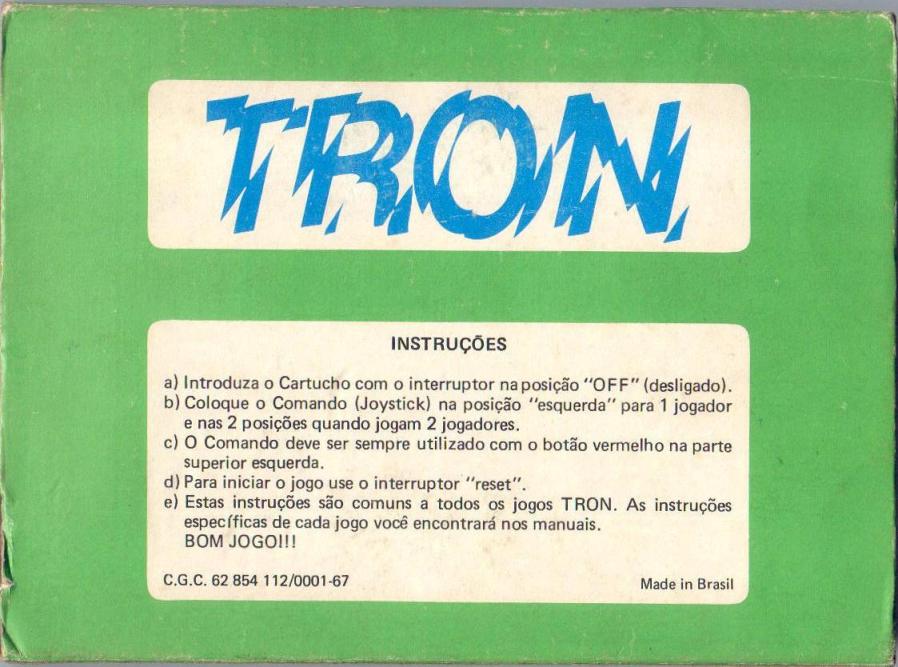 TRON
INSTRUÇÕES
a) Introduza o Cartucho com o interruptor na posição "OFF" (desligado).
b) Coloque o Comando (Joystick) na posição "esquerda" para 1 jogador
e nas 2 posições quando jogam 2 jogadores.
c) O Comando deve ser sempre utilizado com o botão vermelho na parte
superior esquerda.
d) Para iniciar o jogo use o interruptor "reset".
e) Estas instruções são comuns a todos os jogos TRON. As instruções
específicas de cada jogo você encontrará nos manuais.
BOM JOGO!!!
C.G.C. 62 854 112/0001-67
Made in Brasil